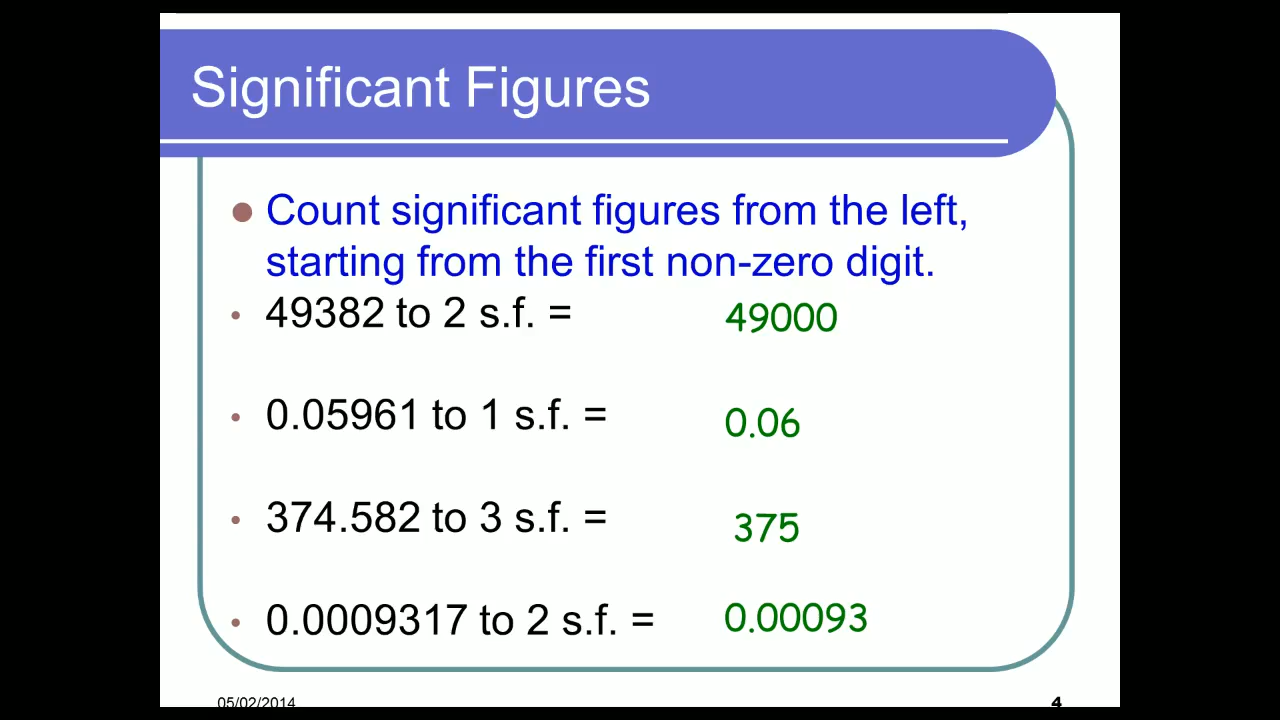 Significant Figures
Count significant figures from the left,
starting from the first non-zero digit.
49382 to 2 s.f. = 49000
0.05961 to 1 s.f. = 0.06
374.582 to 3 s.f. = 375
0.0009317 to 2 s.f. = 0.00093
05/02/2014 4